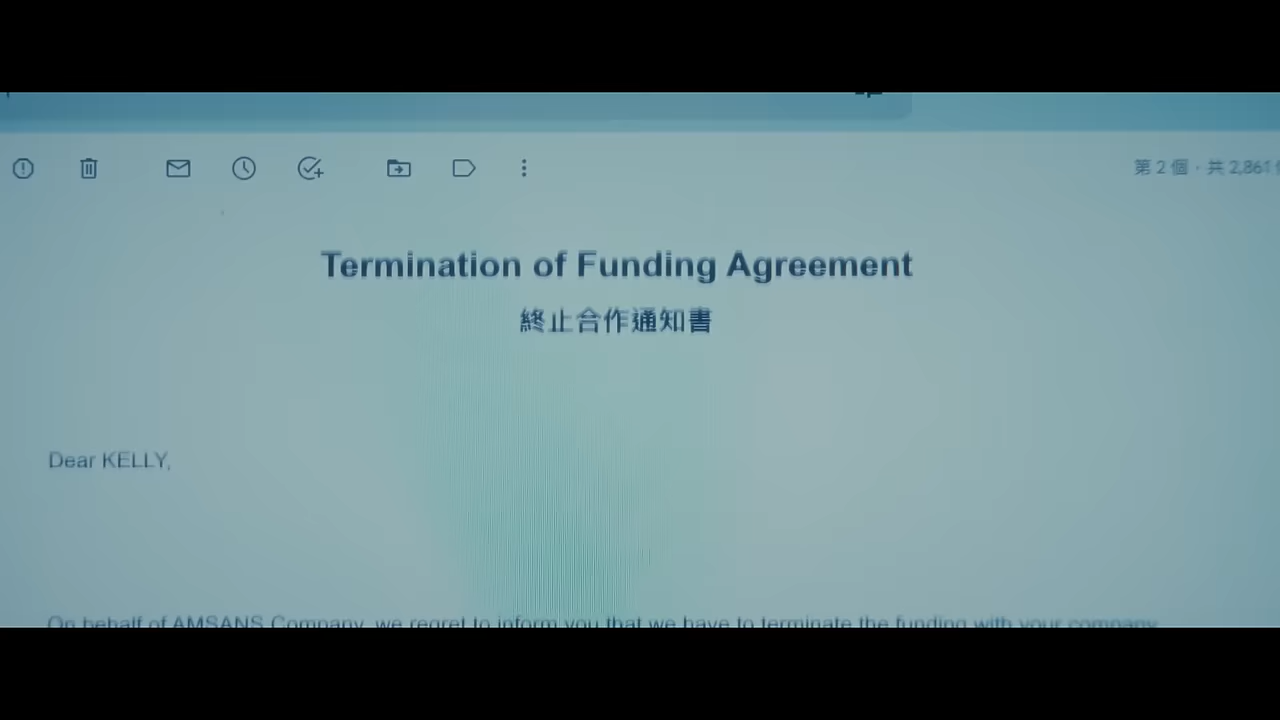 第 2 個，共 2,861
Termination of Funding Agreement
終止合作通知書
Dear KELLY,
On behalf of AMSANS Company, we regret to inform you that we have to terminate the funding with your company